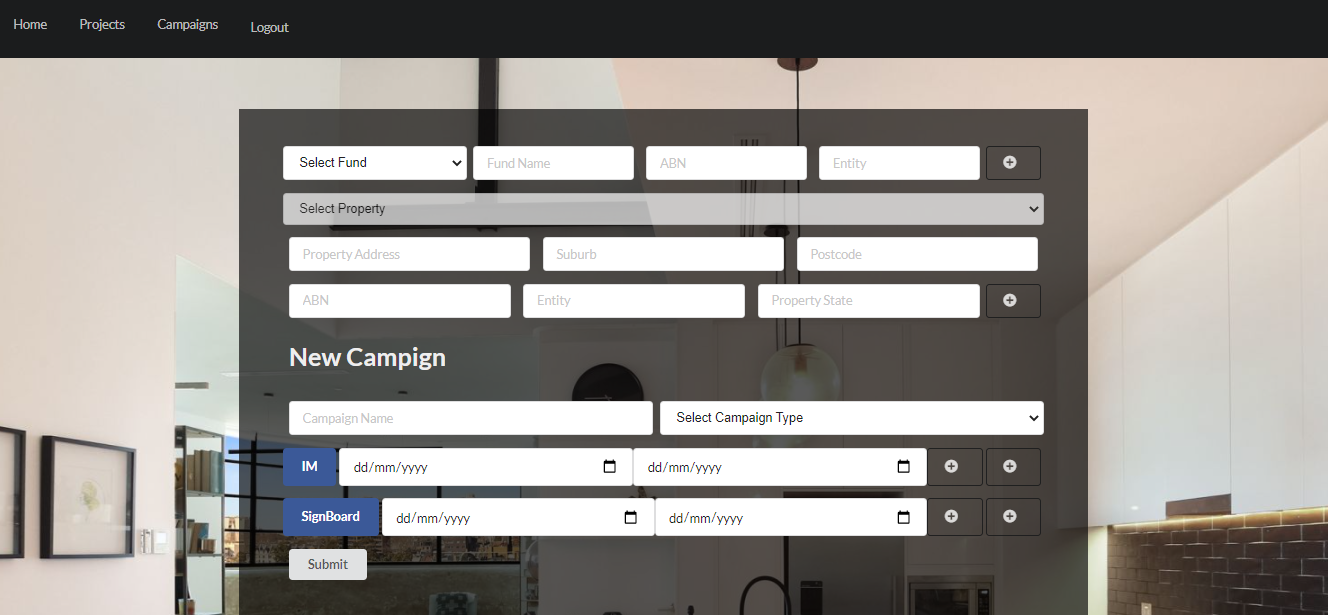 Home Projects Campaigns Logout
Select Fund Fund Name ABN Entity
Select Property
Property Address Suburb Postcode
ABN Entity Property State
New Campign
Campaign Name Select Campaign Type
IM dd/mm/yyyy dd/mm/yyyy
SignBoard dd/mm/yyyy dd/mm/yyyy
Submit